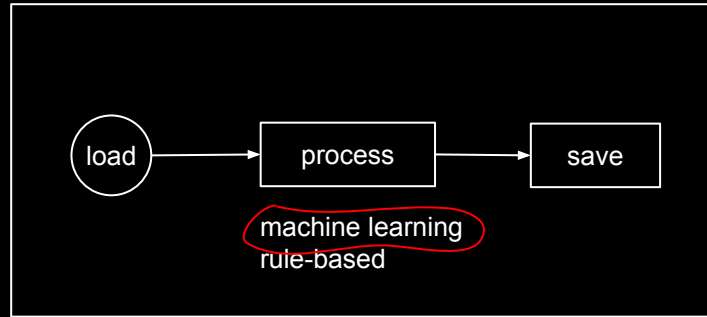 load
process
save
machine learning
rule-based